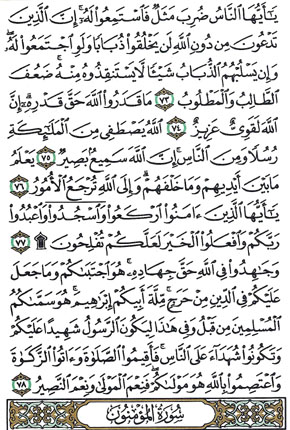 يَـٰٓأَيُّهَا ٱلنَّاسُ ضُرِبَ مَثَلٌ فَٱسْتَمِعُوا۟ لَهُۥٓ ۚ إِنَّ ٱلَّذِينَ
تَدْعُونَ مِن دُونِ ٱللَّهِ لَن يَخْلُقُوا۟ ذُبَابًا وَلَوِ ٱجْتَمَعُوا۟ لَهُۥ ۖ
وَإِن يَسْلُبْهُمُ ٱلذُّبَابُ شَيْـًٔا لَّا يَسْتَنقِذُوهُ مِنْهُ ۚ ضَعُفَ
ٱلطَّالِبُ وَٱلْمَطْلُوبُ ٧٣ مَا قَدَرُوا۟ ٱللَّهَ حَقَّ قَدْرِهِۦٓ ۗ إِنَّ
ٱللَّهَ لَقَوِىٌّ عَزِيزٌ ٧٤ ٱللَّهُ يَصْطَفِى مِنَ ٱلْمَلَـٰٓئِكَةِ
رُسُلًا وَمِنَ ٱلنَّاسِ ۚ إِنَّ ٱللَّهَ سَمِيعٌۢ بَصِيرٌ ٧٥ يَعْلَمُ
مَا بَيْنَ أَيْدِيهِمْ وَمَا خَلْفَهُمْ ۗ وَإِلَى ٱللَّهِ تُرْجَعُ ٱلْأُمُورُ ٧٦
يَـٰٓأَيُّهَا ٱلَّذِينَ ءَامَنُوا۟ ٱرْكَعُوا۟ وَٱسْجُدُوا۟ وَٱعْبُدُوا۟
رَبَّكُمْ وَٱفْعَلُوا۟ ٱلْخَيْرَ لَعَلَّكُمْ تُفْلِحُونَ ۩ ٧٧
وَجَـٰهِدُوا۟ فِى ٱللَّهِ حَقَّ جِهَادِهِۦ ۚ هُوَ ٱجْتَبَىٰكُمْ وَمَا جَعَلَ
عَلَيْكُمْ فِى ٱلدِّينِ مِنْ حَرَجٍ ۚ مِّلَّةَ أَبِيكُمْ إِبْرَٰهِيمَ ۚ هُوَ سَمَّىٰكُمُ
ٱلْمُسْلِمِينَ مِن قَبْلُ وَفِى هَـٰذَا لِيَكُونَ ٱلرَّسُولُ شَهِيدًا عَلَيْكُمْ
وَتَكُونُوا۟ شُهَدَآءَ عَلَى ٱلنَّاسِ ۚ فَأَقِيمُوا۟ ٱلصَّلَوٰةَ وَءَاتُوا۟ ٱلزَّكَوٰةَ
وَٱعْتَصِمُوا۟ بِٱللَّهِ هُوَ مَوْلَىٰكُمْ ۖ فَنِعْمَ ٱلْمَوْلَىٰ وَنِعْمَ ٱلنَّصِيرُ ٧٨
سُورَةُ المُؤْمِنُونَ